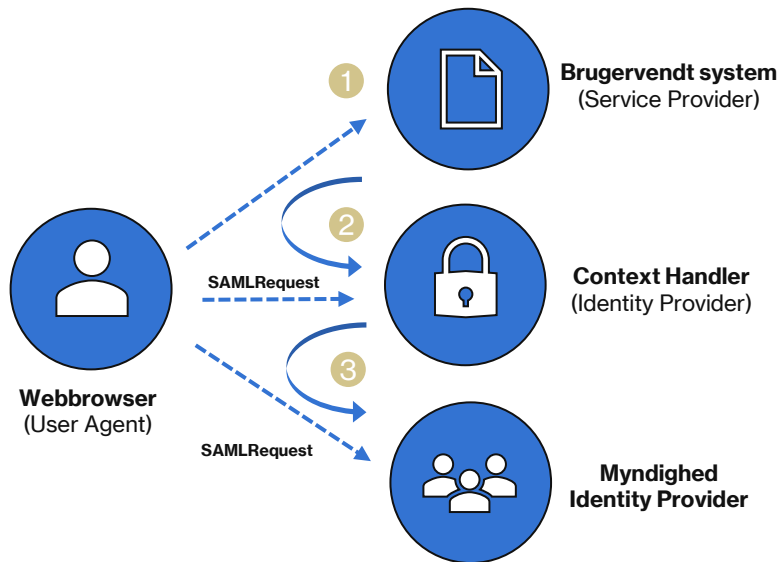 1
Brugervendt system
(Service Provider)
2
SAMLRequest
Context Handler
(Identity Provider)
3
Webbrowser
(User Agent)
SAMLRequest
Myndighed
Identity Provider